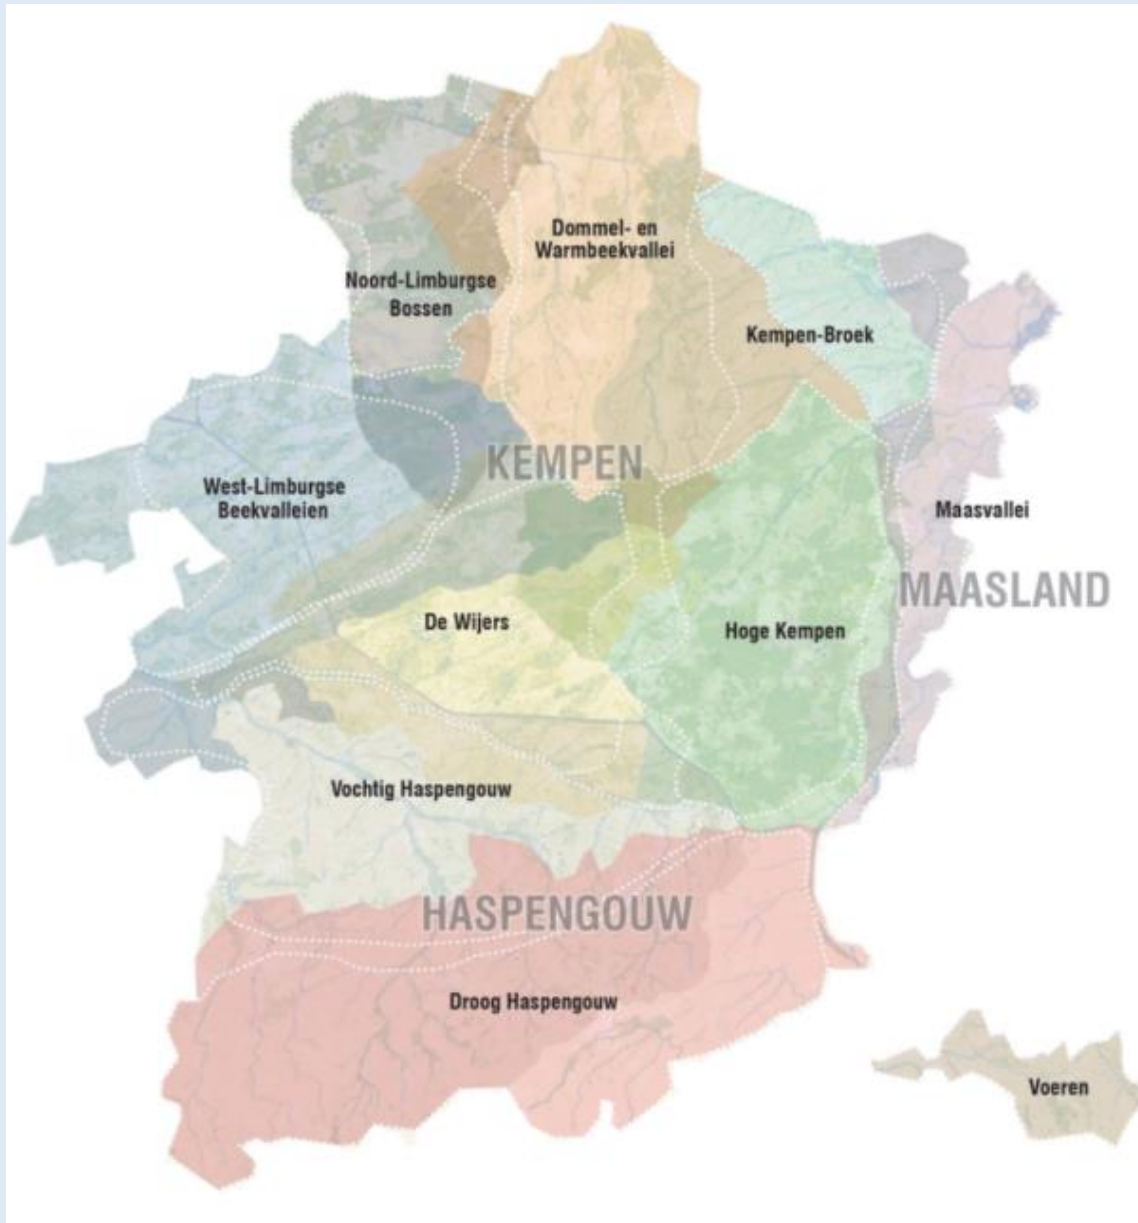 Dommel- en
Warmbeekvallei
Noord-Limburgse
Bossen
Kempen-Broek
KEMPEN
West-Limburgse
Beekvalleien
Maasvallei
MAASLAND
De Wijers
Hoge Kempen
Vochtig Haspengouw
HASPENGOUW
Droog Haspengouw
Voeren